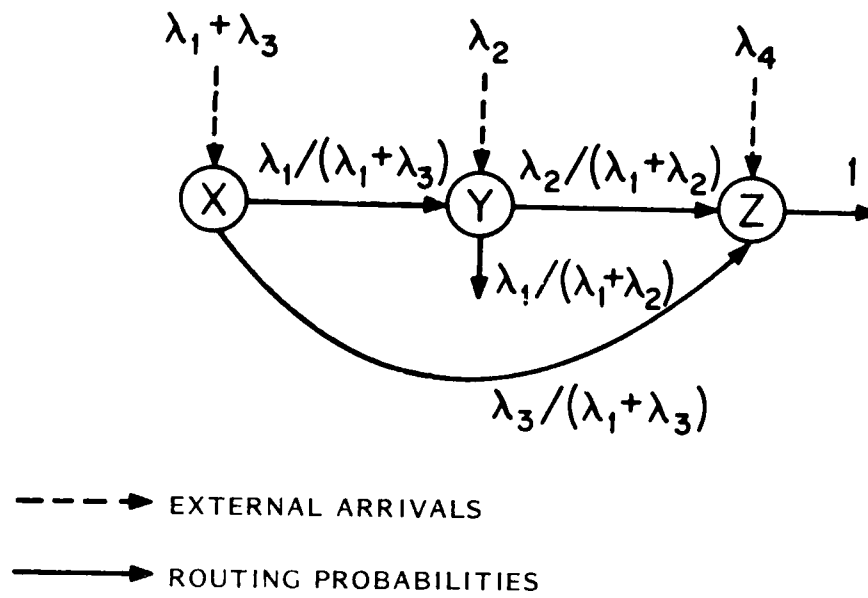 λ₁ + λ₃
λ₂
λ₄
λ₁/(λ₁+λ₃)
λ₂/(λ₁+λ₂)
1
X
Y
Z
λ₁/(λ₁+λ₂)
λ₃/(λ₁+λ₃)
EXTERNAL ARRIVALS
ROUTING PROBABILITIES